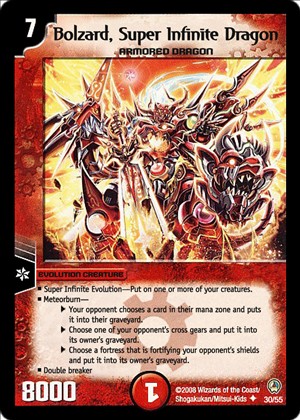 7
Bolzard, Super Infinite Dragon
ARMORED DRAGON
EVOLUTION CREATURE
■ Super Infinite Evolution—Put on one or more of your creatures.
■ Meteorburn—
➤ Your opponent chooses a card in their mana zone and puts it into their graveyard.
➤ Choose one of your opponent's cross gears and put it into its owner's graveyard.
➤ Choose a fortress that is fortifying your opponent's shields and put it into its owner's graveyard.
■ Double breaker
8000
1
©2008 Wizards of the Coast/
Shogakukan/Mitsui-Kids ✦ 30/55